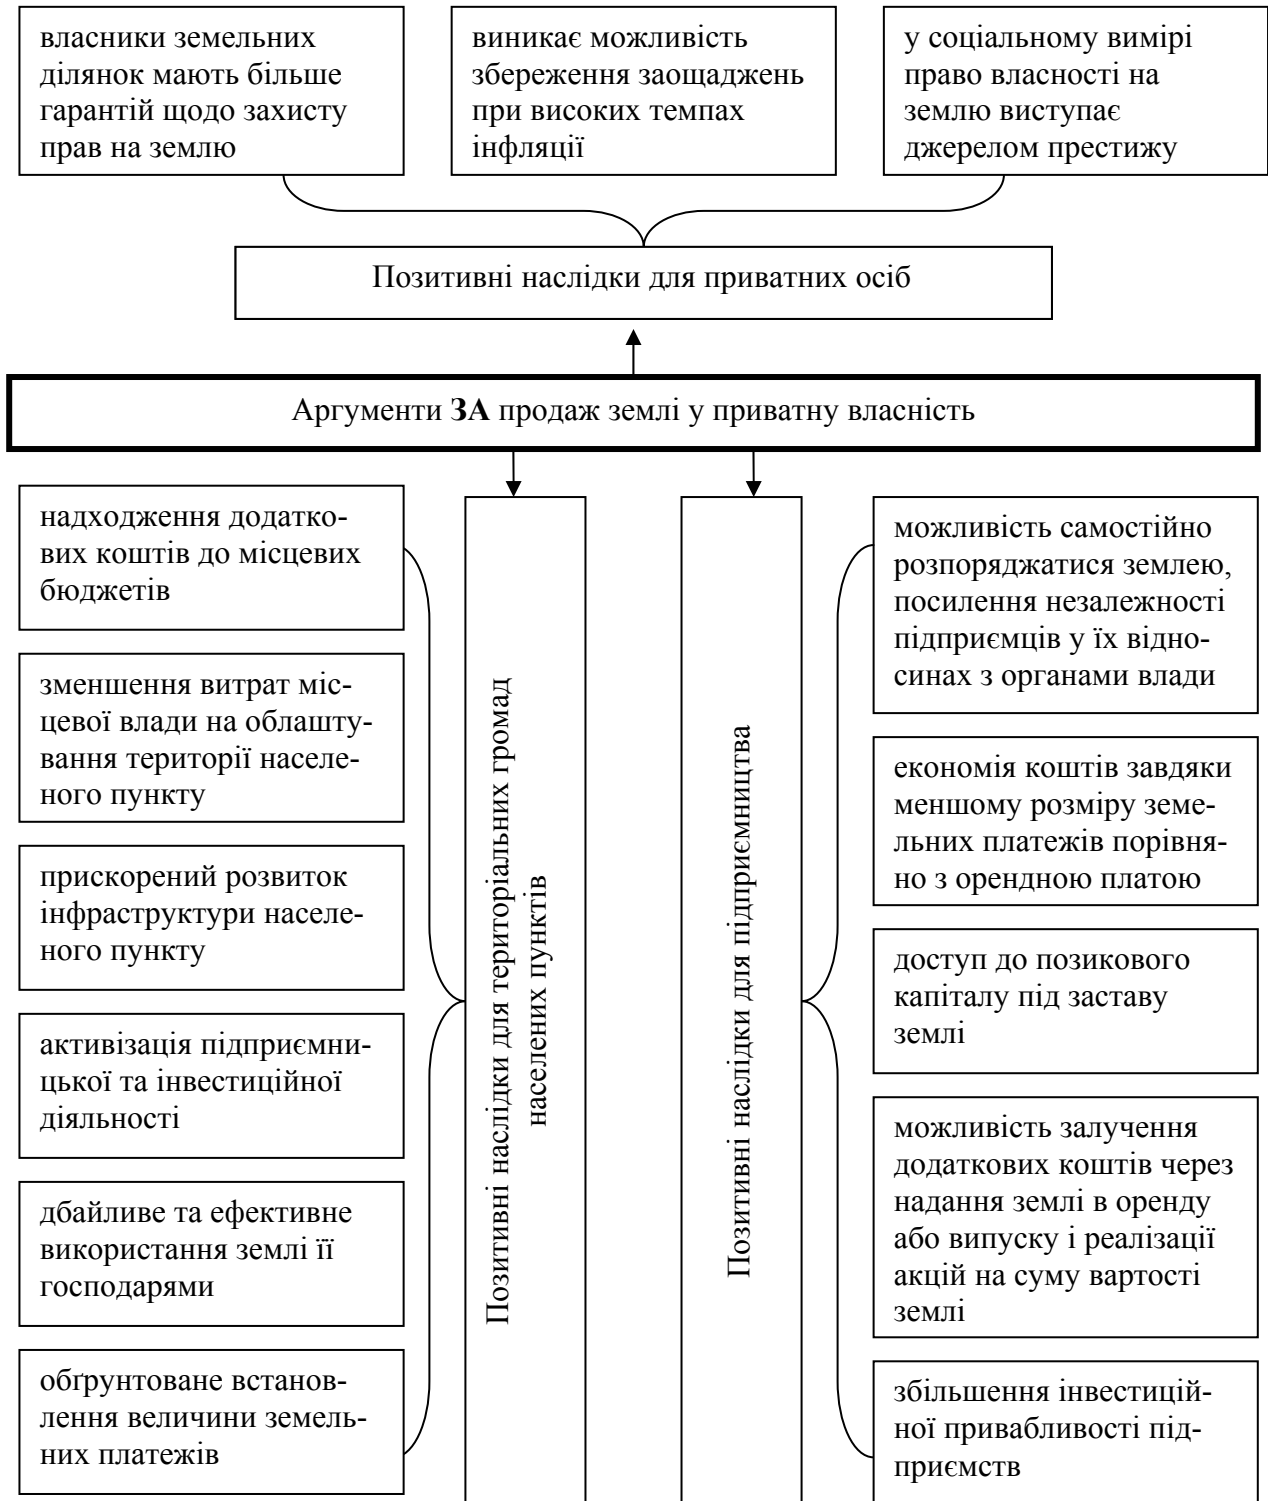 власники земельних
ділянок мають більше
гарантій щодо захисту
прав на землю
виникає можливість
збереження заощаджень
при високих темпах
інфляції
у соціальному вимірі
право власності на
землю виступає
джерелом престижу
Позитивні наслідки для приватних осіб
Аргументи ЗА продаж землі у приватну власність
надходження додатко-
вих коштів до місцевих
бюджетів
зменшення витрат міс-
цевої влади на облашту-
вання території населе-
ного пункту
прискорений розвиток
інфраструктури населе-
ного пункту
активізація підприємни-
цької та інвестиційної
діяльності
дбайливе та ефективне
використання землі її
господарями
обґрунтоване встанов-
лення величини земель-
них платежів
Позитивні наслідки для територіальних громад
населених пунктів
Позитивні наслідки для підприємництва
можливість самостійно
розпоряджатися землею,
посилення незалежності
підприємців у їх відно-
синах з органами влади
економія коштів завдяки
меншому розміру земе-
льних платежів порівня-
но з орендною платою
доступ до позикового
капіталу під заставу
землі
можливість залучення
додаткових коштів через
надання землі в оренду
або випуску і реалізації
акцій на суму вартості
землі
збільшення інвестицій-
ної привабливості під-
приємств